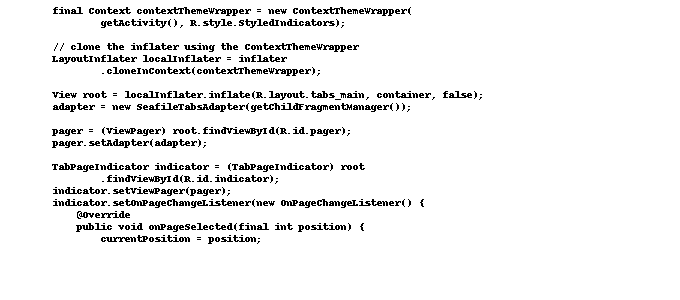 final Context contextThemeWrapper = new ContextThemeWrapper(
getActivity(), R.style.StyledIndicators);
// clone the inflater using the ContextThemeWrapper
LayoutInflater localInflater = inflater
.cloneInContext(contextThemeWrapper);
View root = localInflater.inflate(R.layout.tabs_main, container, false);
adapter = new SeafileTabsAdapter(getChildFragmentManager());
pager = (ViewPager) root.findViewById(R.id.pager);
pager.setAdapter(adapter);
TabPageIndicator indicator = (TabPageIndicator) root
.findViewById(R.id.indicator);
indicator.setViewPager(pager);
indicator.setOnPageChangeListener(new OnPageChangeListener() {
@Override
public void onPageSelected(final int position) {
currentPosition = position;